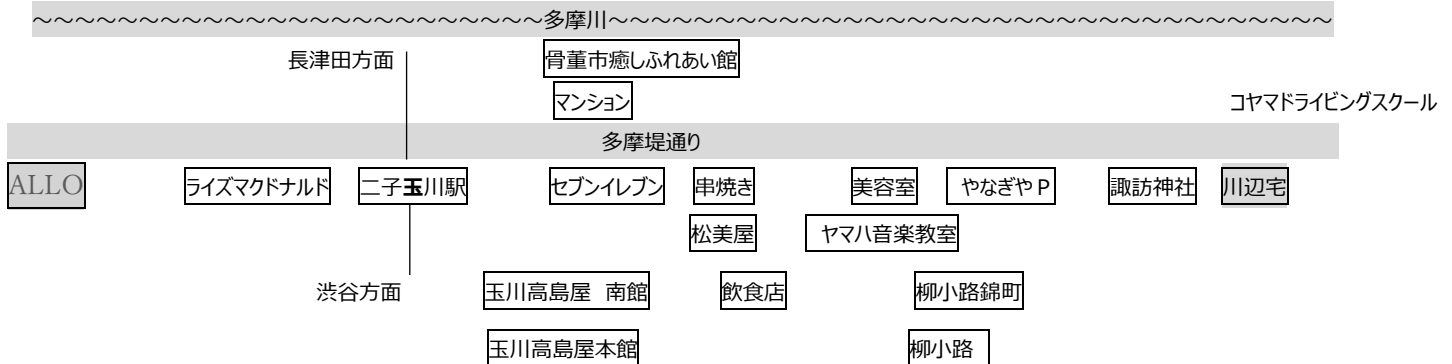 ～～～～～～～～～～～～～～～～～～～～～～多摩川～～～～～～～～～～～～～～～～～～～～～～～～～～～～～～～
長津田方面 骨董市癒しふれあい館
マンション コヤマドライビングスクール
多摩堤通り
ALLO ライズマクドナルド 二子玉川駅 セブンイレブン 串焼き 美容室 やなぎやＰ 諏訪神社 川辺宅
松美屋 ヤマハ音楽教室
渋谷方面 玉川高島屋 南館 飲食店 柳小路錦町
玉川高島屋本館 柳小路